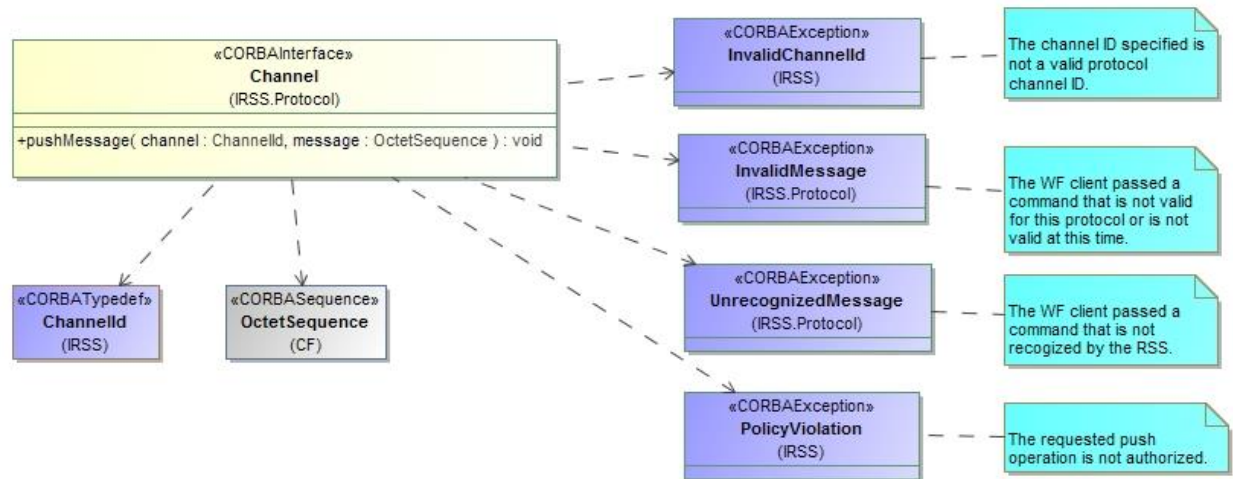 «CORBAInterface»
Channel
(IRSS.Protocol)
+pushMessage( channel : ChannelId, message : OctetSequence ) : void
«CORBATypedef»
ChannelId
(IRSS)
«CORBASequence»
OctetSequence
(CF)
«CORBAException»
InvalidChannelId
(IRSS)
The channel ID specified is
not a valid protocol
channel ID.
«CORBAException»
InvalidMessage
(IRSS.Protocol)
The WF client passed a
command that is not valid
for this protocol or is not
valid at this time.
«CORBAException»
UnrecognizedMessage
(IRSS.Protocol)
The WF client passed a
command that is not
recogized by the RSS.
«CORBAException»
PolicyViolation
(IRSS)
The requested push
operation is not authorized.